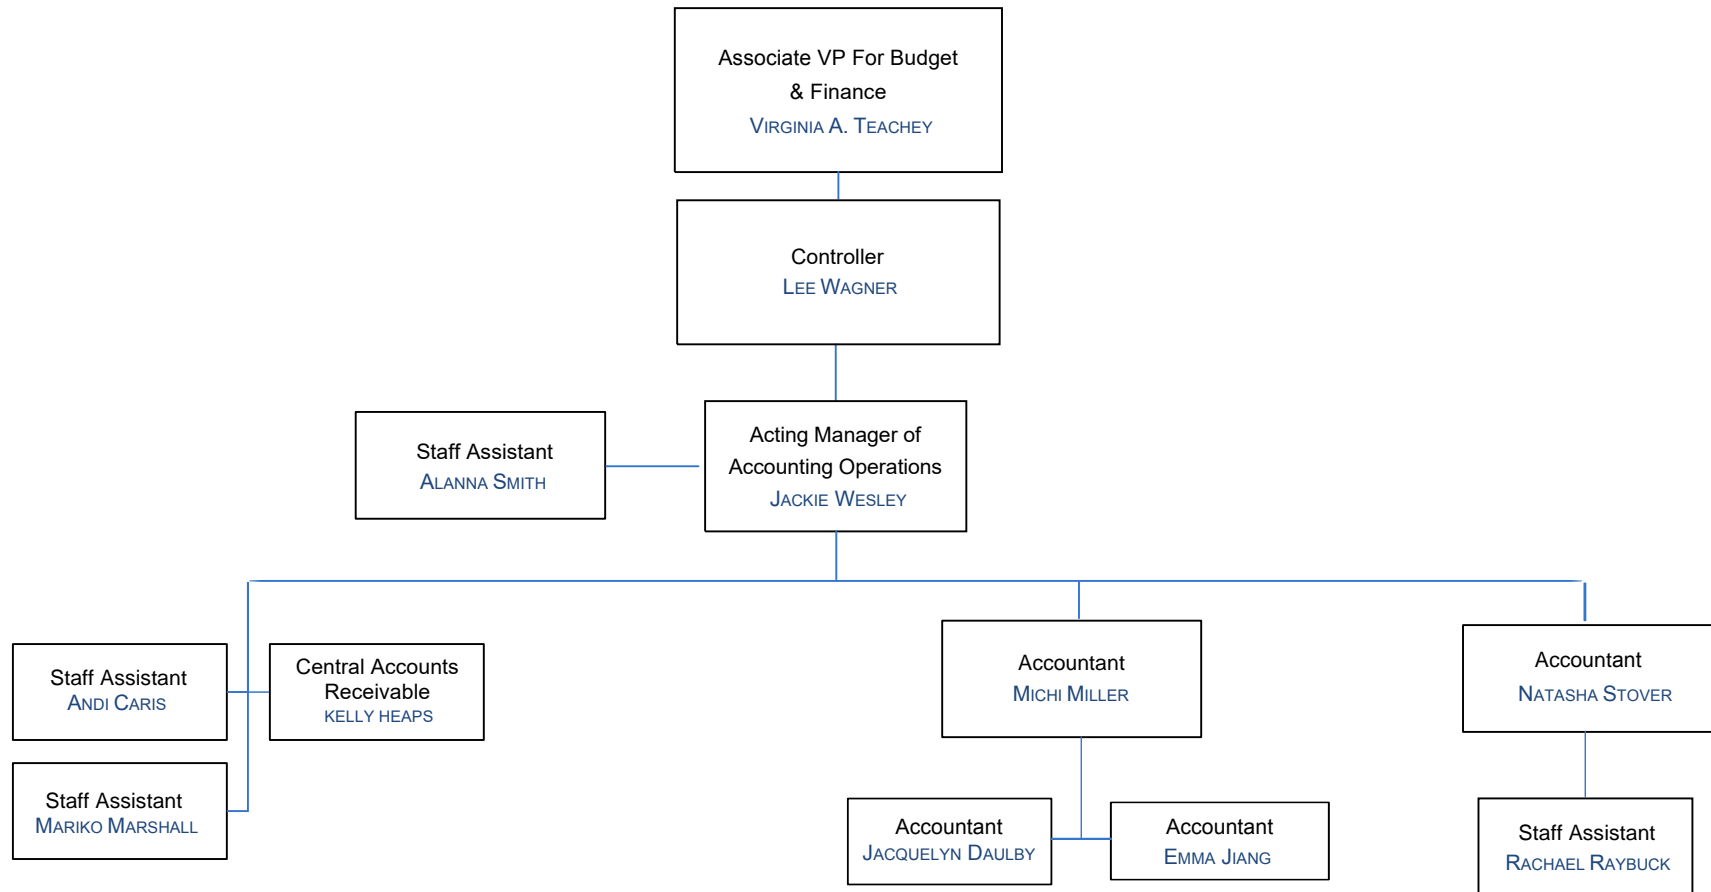 Associate VP For Budget
& Finance
VIRGINIA A. TEACHEY
Controller
LEE WAGNER
Staff Assistant
ALANNA SMITH
Acting Manager of
Accounting Operations
JACKIE WESLEY
Staff Assistant
ANDI CARIS
Central Accounts
Receivable
KELLY HEAPS
Accountant
MICHI MILLER
Accountant
NATASHA STOVER
Staff Assistant
MARIKO MARSHALL
Accountant
JACQUELYN DAULBY
Accountant
EMMA JIANG
Staff Assistant
RACHAEL RAYBUCK